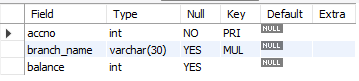 Field Type Null Key Default Extra
accno int NO PRI NULL
branch_name varchar(30) YES MUL NULL
balance int YES NULL